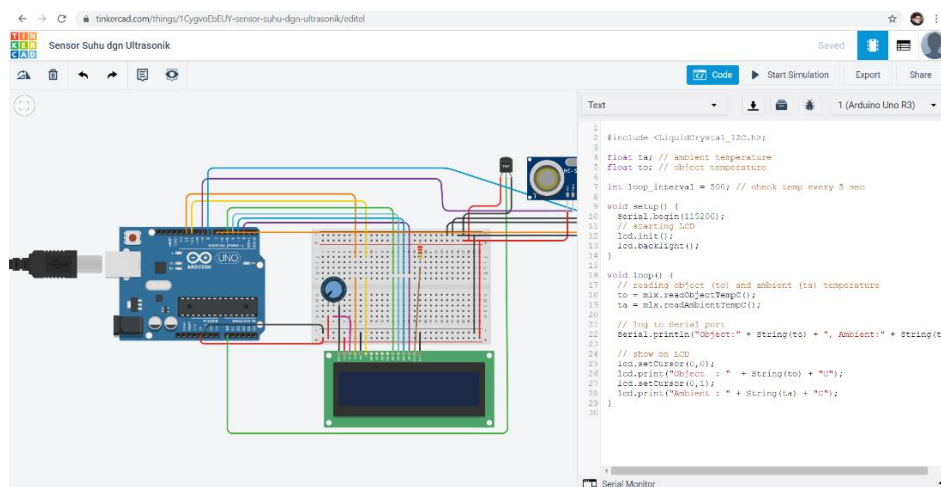 tinkercad.com/things/1CygvoEbEUY-sensor-suhu-dgn-ultrasonik/editel
TIN
KER
CAD
Sensor Suhu dgn Ultrasonik
Saved
Code
Start Simulation
Export
Share
Text
1 (Arduino Uno R3)
1
2 #include <LiquidCrystal_I2C.h>;
3
4 float ta; // ambient temperature
5 float to; // object temperature
6
7 int loop_interval = 500; // check temp every 5 sec
8
9 void setup() {
10 Serial.begin(115200);
11 // starting LCD
12 lcd.init();
13 lcd.backlight();
14 }
15
16 void loop() {
17 // reading object (to) and ambient (ta) temperature
18 to = mlx.readObjectTempC();
19 ta = mlx.readAmbientTempC();
20
21 // log to Serial port
22 Serial.println("Object:" + String(to) + ", Ambient:" + String(t
23
24 // show on LCD
25 lcd.setCursor(0,0);
26 lcd.print("Object : " + String(to) + "C");
27 lcd.setCursor(0,1);
28 lcd.print("Ambient : " + String(ta) + "C");
29 }
30
UNO
ARDUINO
HC-S
Serial Monitor